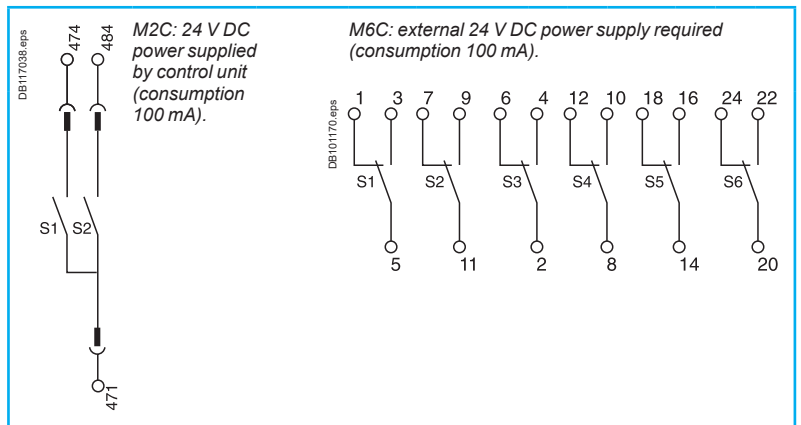 DB117038.eps
474
484
M2C: 24 V DC
power supplied
by control unit
(consumption
100 mA).
S1
S2
471
M6C: external 24 V DC power supply required
(consumption 100 mA).
DB101170.eps
1 3 7 9 6 4 12 10 18 16 24 22
S1 S2 S3 S4 S5 S6
5 11 2 8 14 20